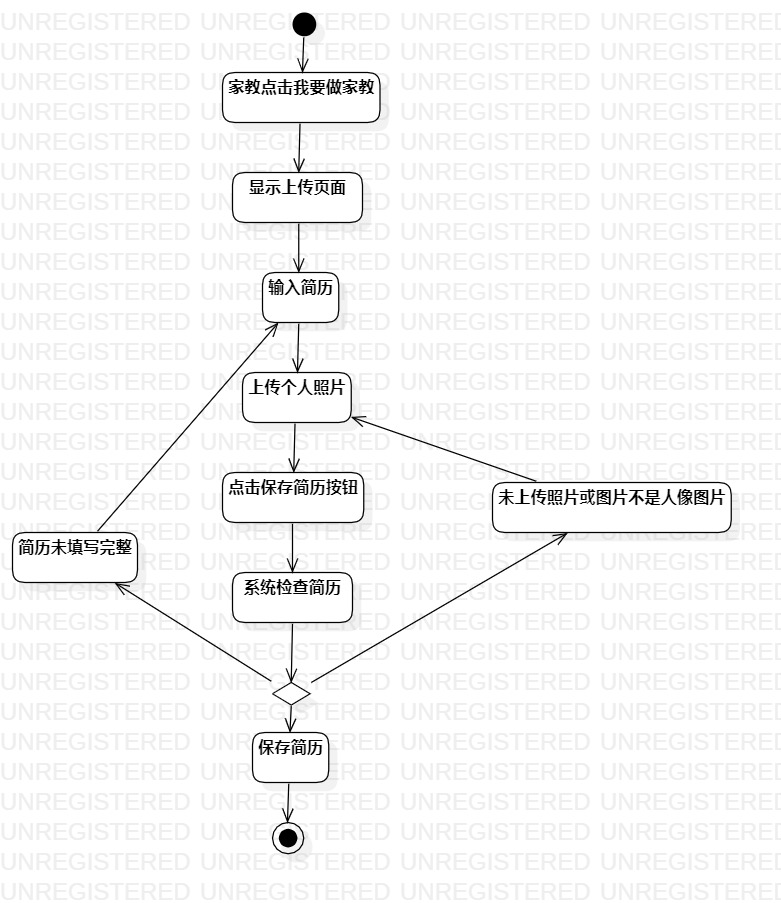 家教点击我要做家教
显示上传页面
输入简历
上传个人照片
点击保存简历按钮
未上传照片或图片不是人像图片
简历未填写完整
系统检查简历
保存简历
UNREGISTERED UNREGISTERED UNREGISTERED UNREGISTERED